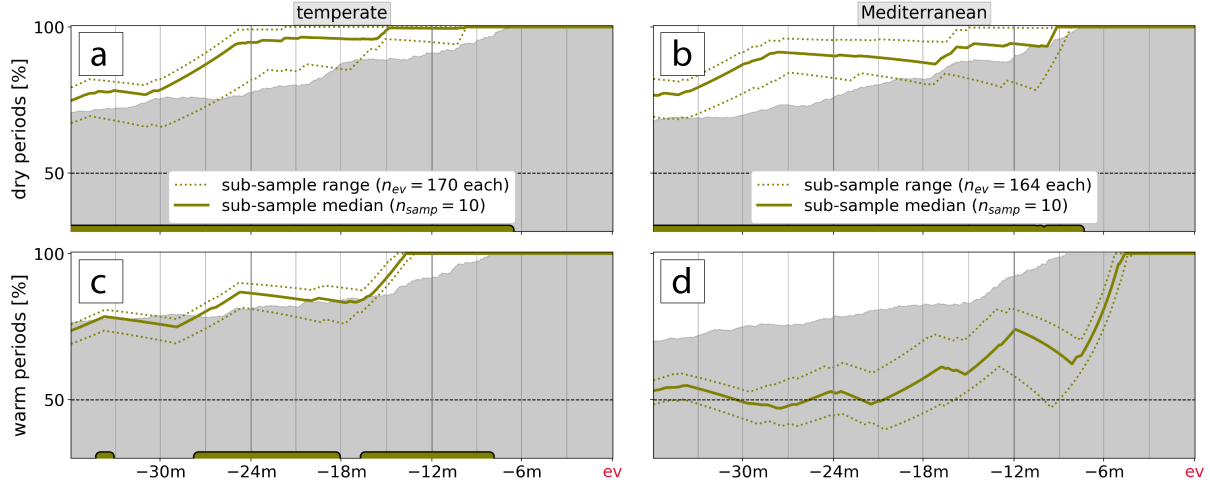 temperate
Mediterranean
100
50
dry periods [%]
a
sub-sample range (n_ev = 170 each)
sub-sample median (n_samp = 10)
b
sub-sample range (n_ev = 164 each)
sub-sample median (n_samp = 10)
100
50
warm periods [%]
c
d
−30m −24m −18m −12m −6m ev
−30m −24m −18m −12m −6m ev